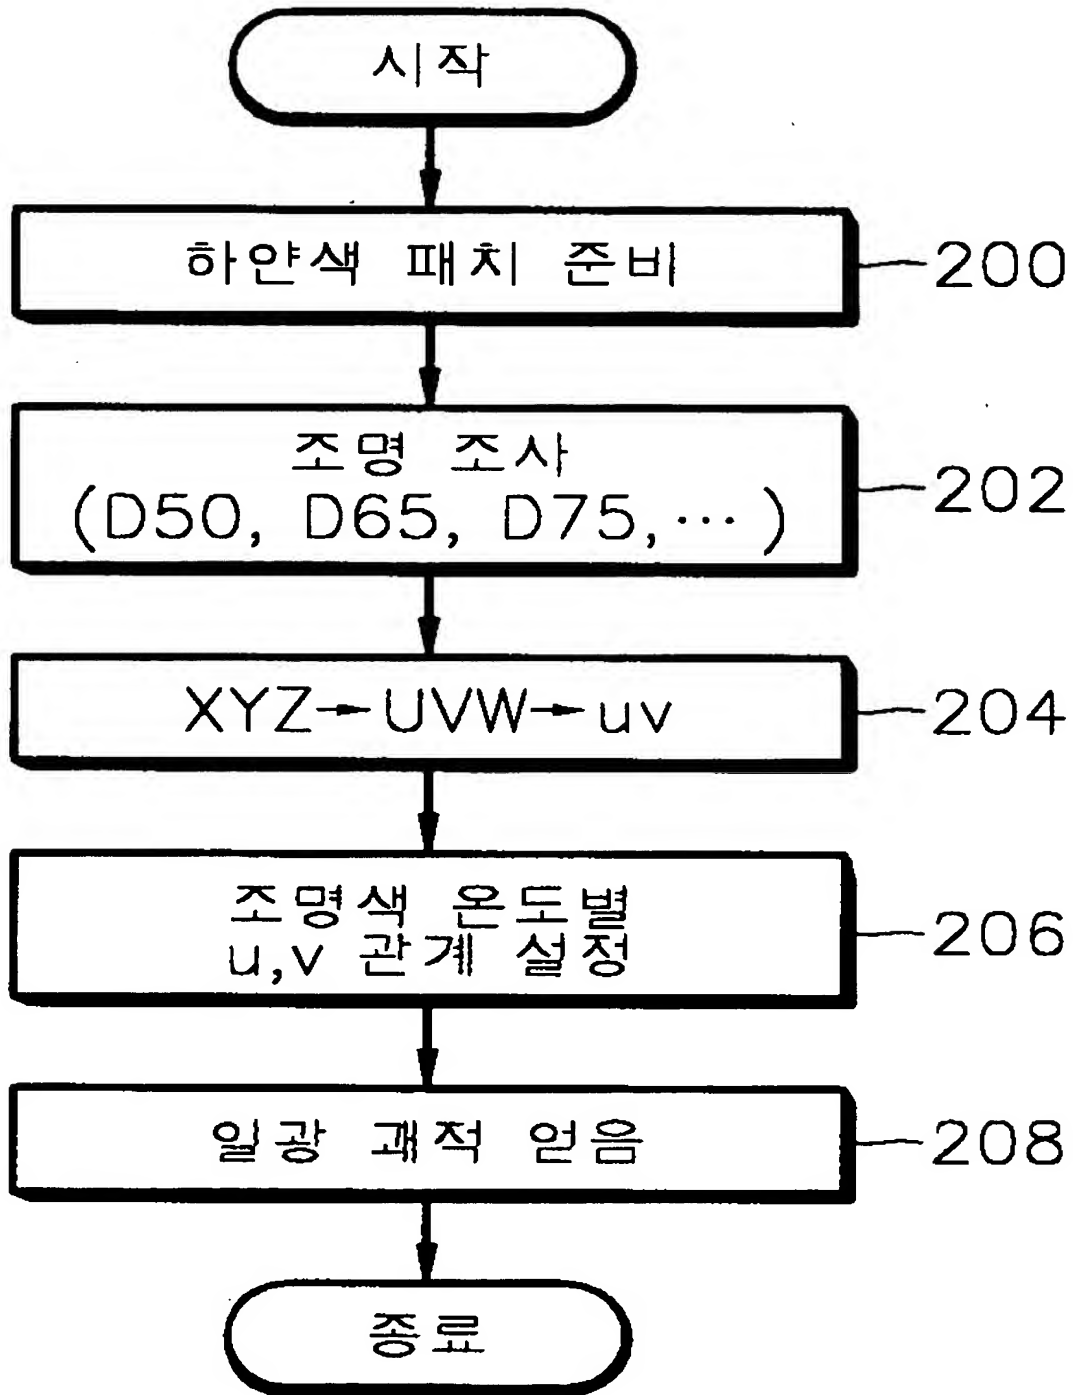 시작
하얀색 패치 준비
200
조명 조사
(D50, D65, D75, ⋯ )
202
XYZ→UVW→uv
204
조명색 온도별
u,v 관계 설정
206
일광 괘적 얻음
208
종료